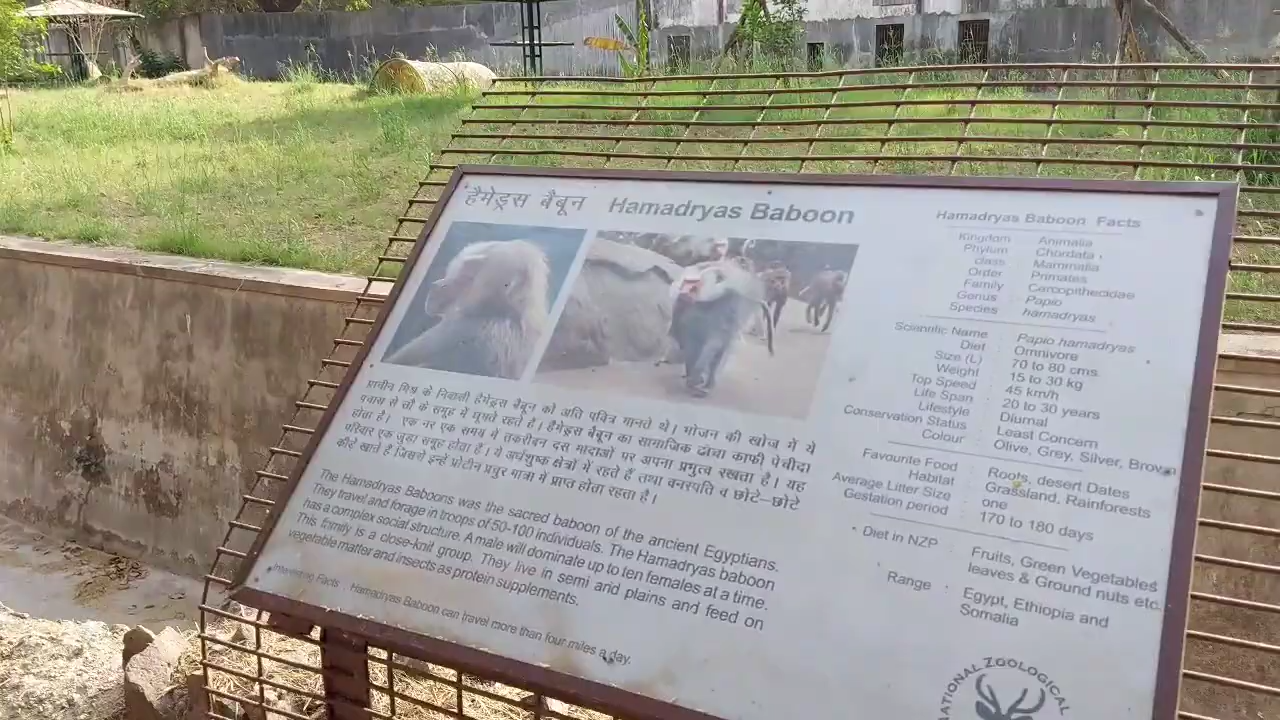 हैमेड्रस बैबून Hamadryas Baboon
प्राचीन मिश्र के निवासी हैमेड्रस बैबून को अति पवित्र मानते थे। भोजन की खोज में ये
पचास से सौ के समूह में घूमते रहते है। हैमेड्रस बैबून का सामाजिक ढांचा काफी पेचीदा
होता है। एक नर एक समय में तकरीबन दस मादाओं पर अपना प्रभुत्व रखता है। यह
परिवार एक जुड़ा समूह होता है। ये अर्धशुष्क क्षेत्रों में रहते हैं तथा वनस्पति व छोटे–छोटे
कीरे खाते हैं जिससे इन्हें प्रोटीन प्रचुर मात्रा में प्राप्त होता रहता है।
The Hamadryas Baboons was the sacred baboon of the ancient Egyptians.
They travel and forage in troops of 50-100 individuals. The Hamadryas baboon
has a complex social structure. A male will dominate up to ten females at a time.
This family is a close-knit group. They live in semi arid plains and feed on
vegetable matter and insects as protein supplements.
Interesting Facts : Hamadryas Baboon can travel more than four miles a day.
Hamadryas Baboon Facts
Kingdom : Animalia
Phylum : Chordata
class : Mammalia
Order : Primates
Family : Carcopithecidae
Genus : Papio
Species : hamadryas
Scientific Name : Papio hamadryas
Diet : Omnivore
Size (L) : 70 to 80 cms.
Weight : 15 to 30 kg
Top Speed : 45 km/h
Life Span : 20 to 30 years
Lifestyle : Diurnal
Conservation Status : Least Concern
Colour : Olive, Grey, Silver, Brown
Favourite Food : Roots, desert Dates
Habitat : Grassland, Rainforests
Average Litter Size : one
Gestation period : 170 to 180 days
Diet in NZP : Fruits, Green Vegetables
leaves & Ground nuts etc.
Range : Egypt, Ethiopia and
Somalia
NATIONAL ZOOLOGICAL